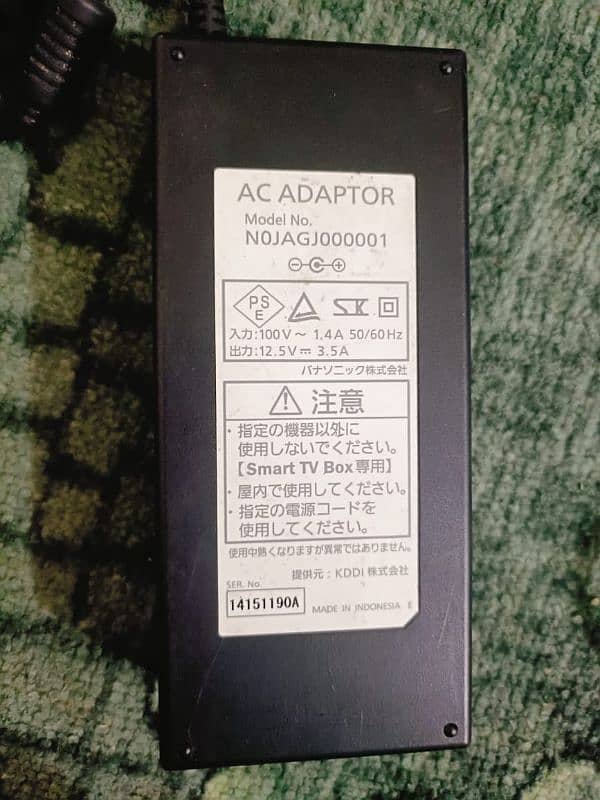 AC ADAPTOR
Model No.
N0JAGJ000001
PS
E
入力:100V～ 1.4A 50/60Hz
出力:12.5V⎓ 3.5A
パナソニック株式会社
注意
・指定の機器以外に
使用しないでください。
【Smart TV Box専用】
・屋内で使用してください。
・指定の電源コードを
使用してください。
使用中熱くなりますが異常ではありません。
提供元:KDDI 株式会社
SER. No.
14151190A
MADE IN INDONESIA E